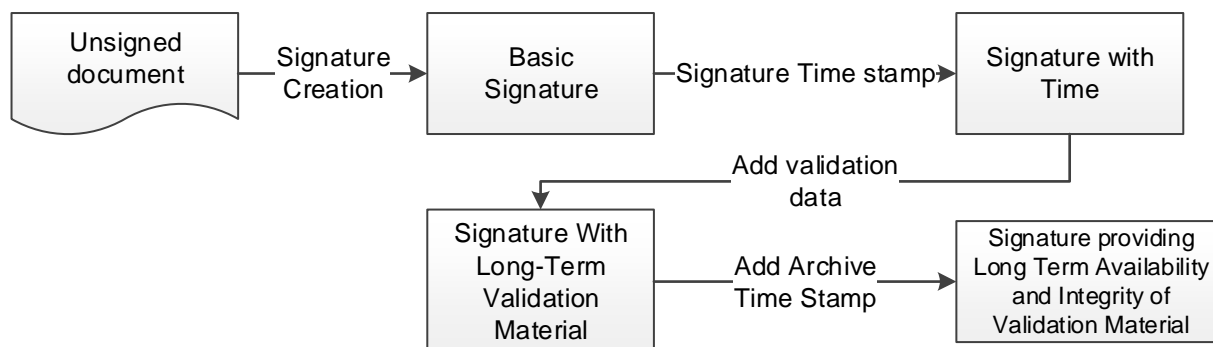 Unsigned
document
Signature
Creation
Basic
Signature
Signature Time stamp
Signature with
Time
Add validation
data
Signature With
Long-Term
Validation
Material
Add Archive
Time Stamp
Signature providing
Long Term Availability
and Integrity of
Validation Material